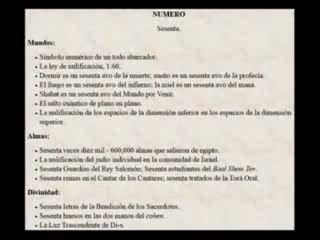 NUMERO
Sesenta.
Mundos:
• Símbolo numérico de un todo abarcador.
• La ley de nulificación, 1:60.
• Dormir es un sesenta avo de la muerte; sueño es un sesenta avo de la profecía.
• El fuego es un sesenta avo del infierno; la miel es un sesenta avo del maná.
• Shabat es un sesenta avo del Mundo por Venir.
• El salto cuántico de plano en plano.
• La nulificación de los espacios de la dimensión inferior en los espacios de la dimensión
superior.
Almas:
• Sesenta veces diez mil - 600,000 almas que salieron de egipto.
• La nulificación del judío individual en la comunidad de Israel.
• Sesenta Guardias del Rey Salomón; Sesenta estudiantes del Baal Shem Tov.
• Sesenta reinas en el Cantar de los Cantares; sesenta tratados de la Torá Oral.
Divinidad:
• Sesenta letras de la Bendición de los Sacerdotes.
• Sesenta huesos en las dos manos del cohen.
• La Luz Trascendente de Di-s.